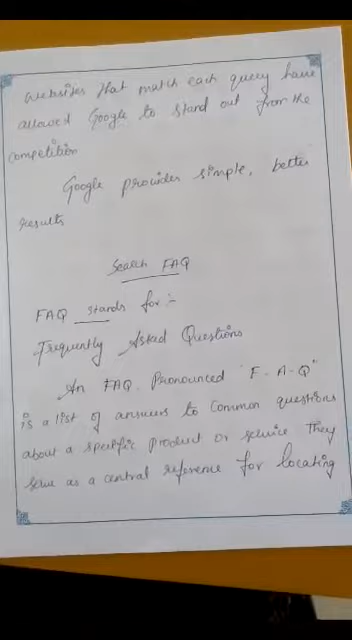 websites that match each query have
allowed Google to stand out from the
competition
Google provides simple, better
results
Search FAQ
FAQ stands for :-
Frequently Asked Questions
An FAQ. Pronounced "F-A-Q"
is a list of answers to common questions
about a specific product or service They
serve as a central reference for locating